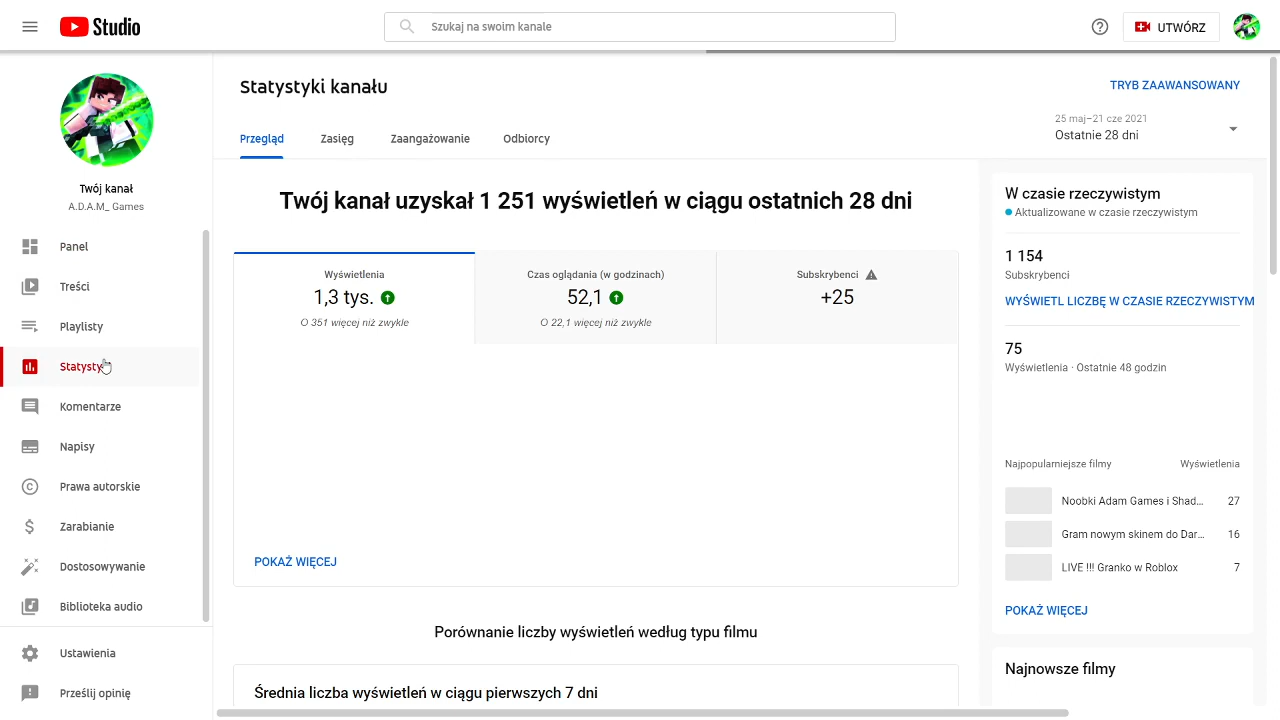 Studio
Szukaj na swoim kanale
UTWÓRZ
Twój kanał
A.D.A.M_ Games
Panel
Treści
Playlisty
Komentarze
Napisy
Prawa autorskie
Zarabianie
Dostosowywanie
Biblioteka audio
Ustawienia
Prześlij opinię
Statystyki kanału
TRYB ZAAWANSOWANY
25 maj–21 cze 2021
Ostatnie 28 dni
Przegląd Zasięg Zaangażowanie Odbiorcy
Twój kanał uzyskał 1 251 wyświetleń w ciągu ostatnich 28 dni
Wyświetlenia
1,3 tys.
O 351 więcej niż zwykle
Czas oglądania (w godzinach)
52,1
O 22,1 więcej niż zwykle
Subskrybenci
+25
POKAŻ WIĘCEJ
Porównanie liczby wyświetleń według typu filmu
Średnia liczba wyświetleń w ciągu pierwszych 7 dni
W czasie rzeczywistym
Aktualizowane w czasie rzeczywistym
1 154
Subskrybenci
WYŚWIETL LICZBĘ W CZASIE RZECZYWISTYM
75
Wyświetlenia · Ostatnie 48 godzin
Najpopularniejsze filmy Wyświetlenia
Noobki Adam Games i Shad... 27
Gram nowym skinem do Dar... 16
LIVE !!! Granko w Roblox 7
POKAŻ WIĘCEJ
Najnowsze filmy